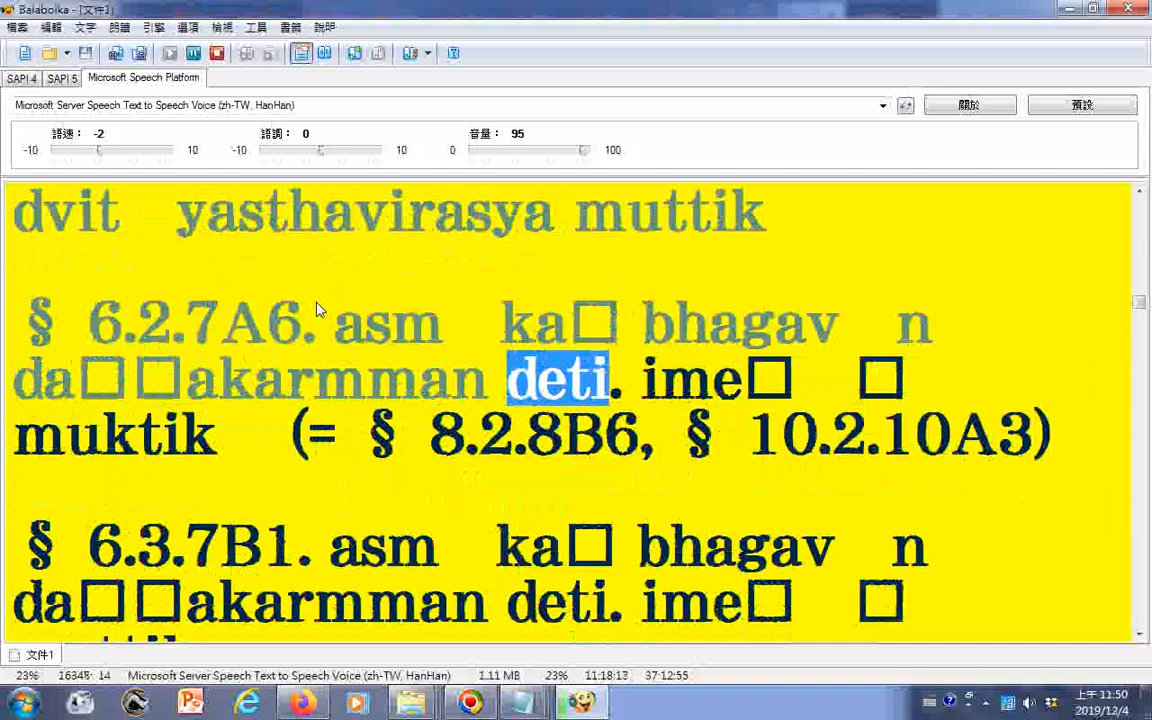 Balabolka - [文件1]
檔案 編輯 文字 朗讀 引擎 選項 檢視 工具 書籤 說明
SAPI 4 SAPI 5 Microsoft Speech Platform
Microsoft Server Speech Text to Speech Voice (zh-TW, HanHan) 關於 預設
語速： -2 語調： 0 音量： 95
-10 10 -10 10 0 100
dvit yasthavirasya muttik
§ 6.2.7A6. asm ka□ bhagav n
da□□akarmman deti. ime□ □
muktik (= § 8.2.8B6, § 10.2.10A3)
§ 6.3.7B1. asm ka□ bhagav n
da□□akarmman deti. ime□ □
文件1
23% 16348: 14 Microsoft Server Speech Text to Speech Voice (zh-TW, HanHan) 1.11 MB 23% 11:18:13 37:12:55
上午 11:50
2019/12/4